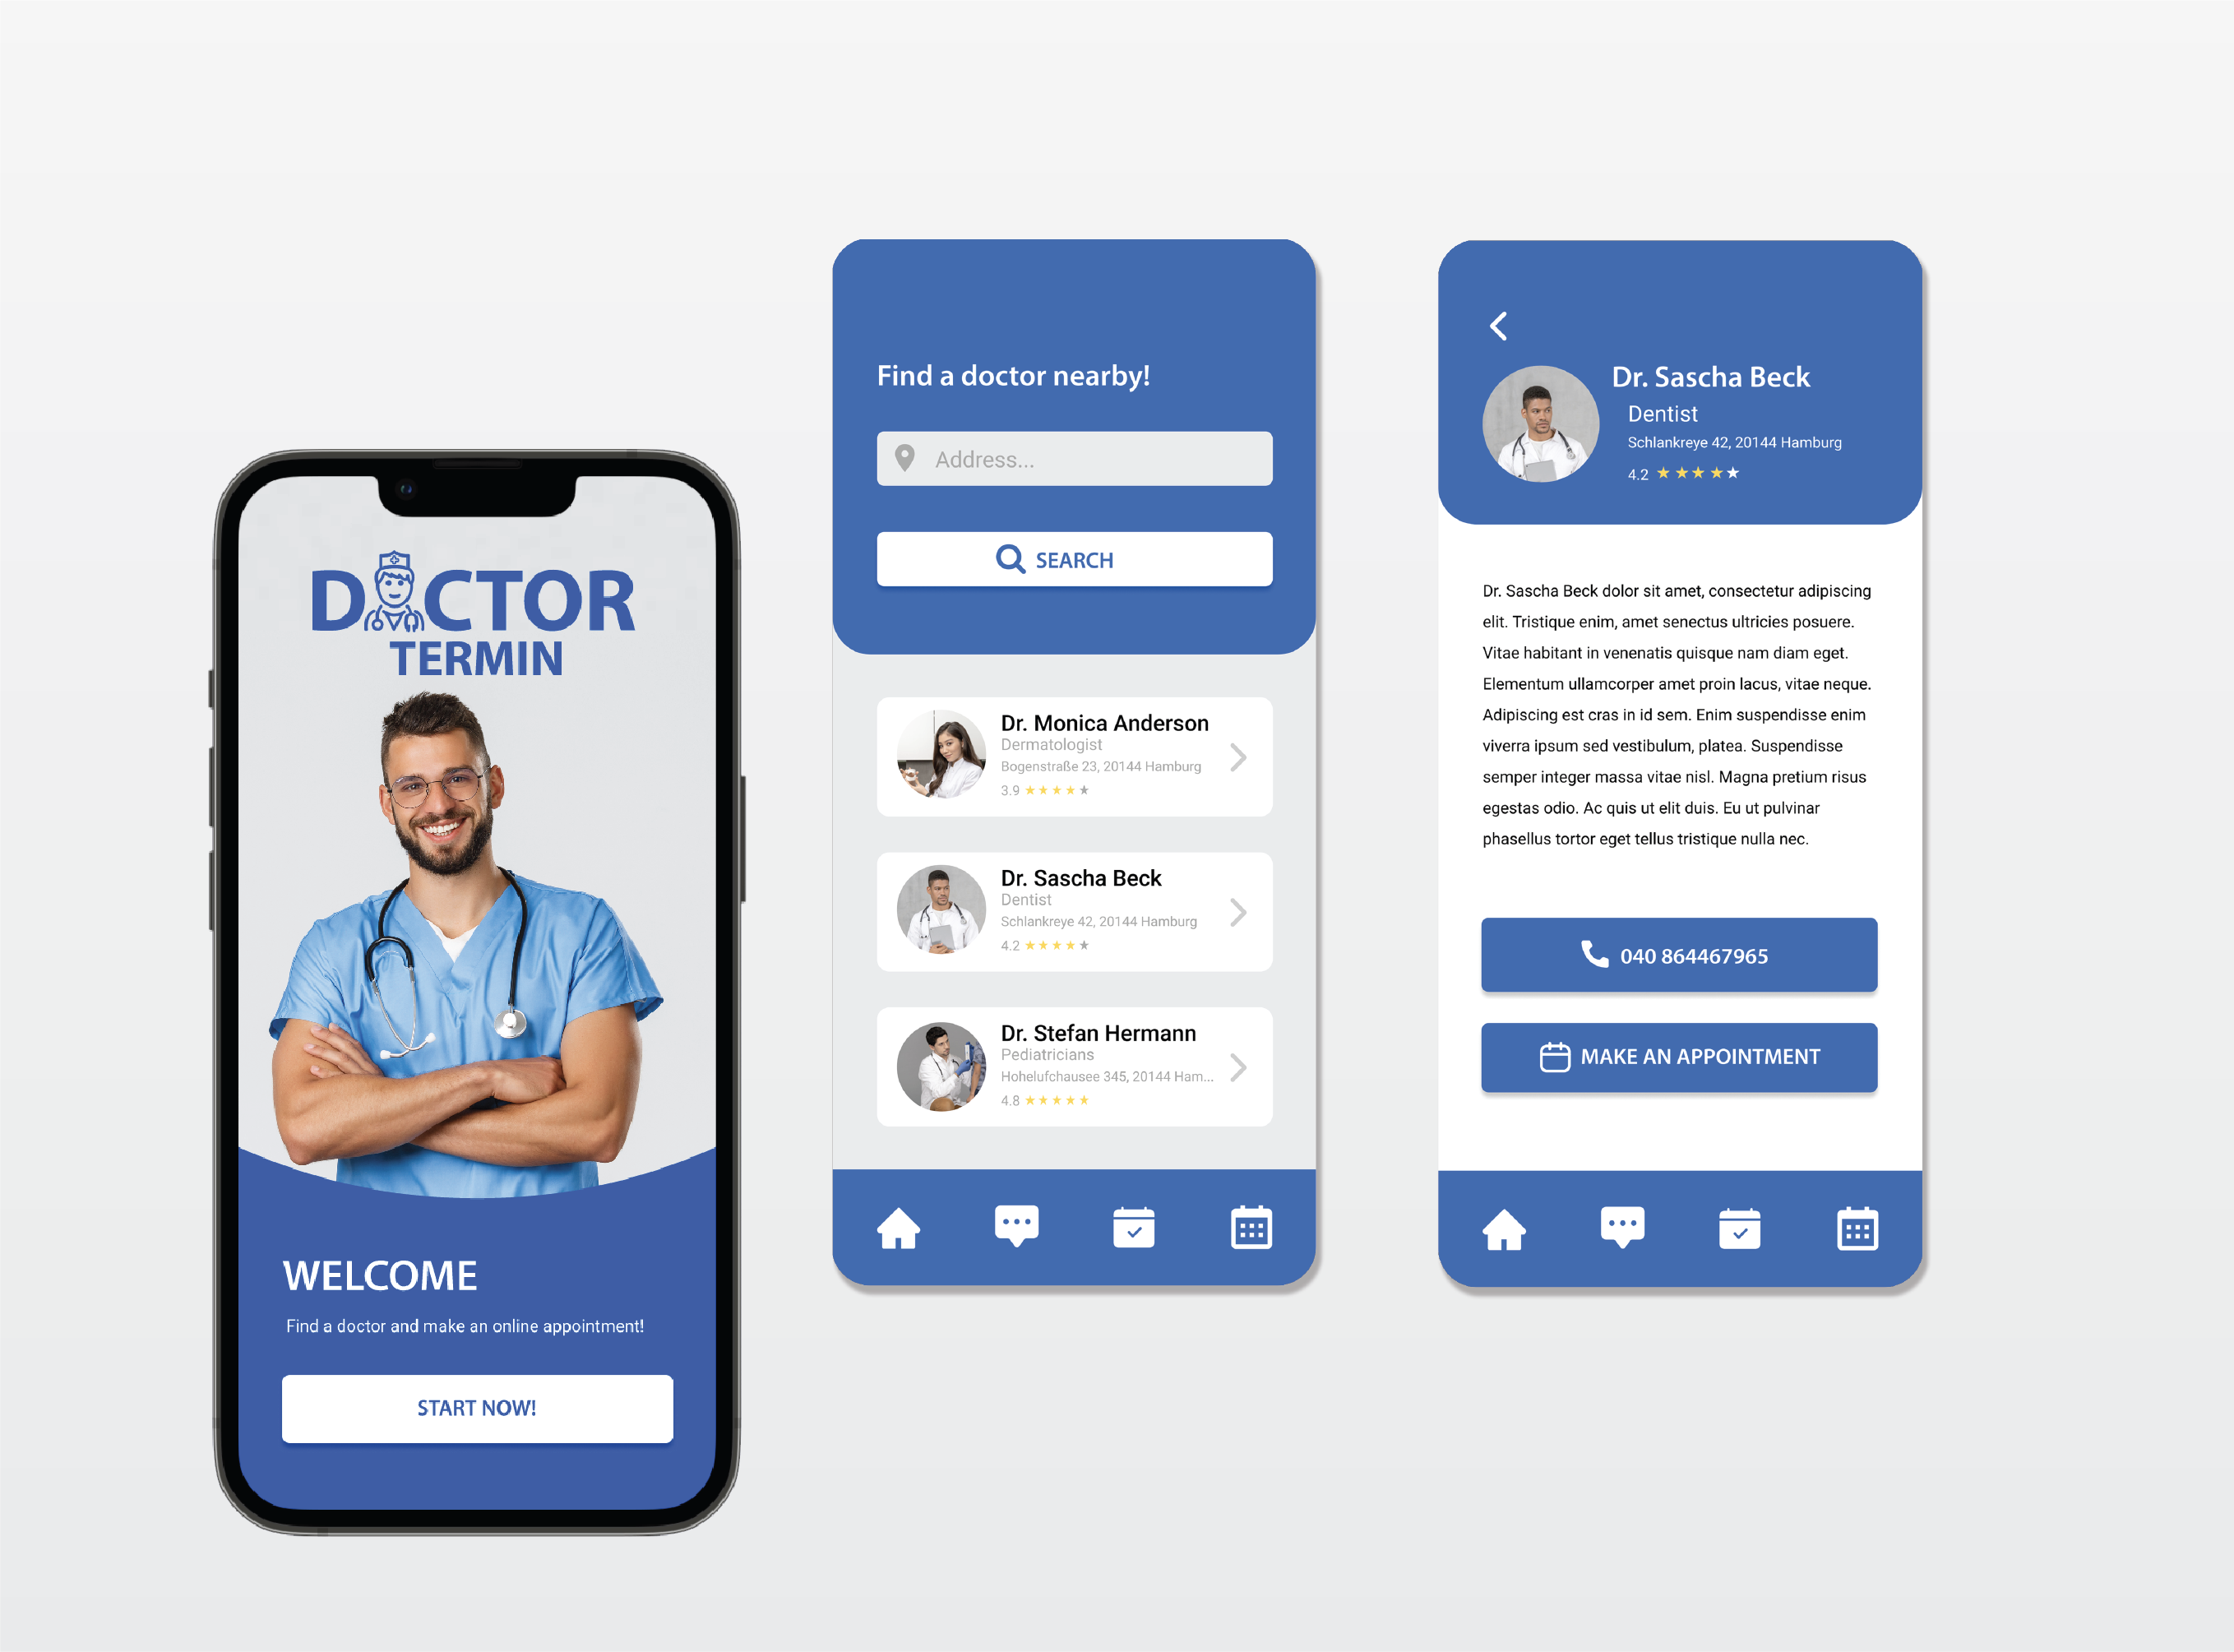 DOCTOR
TERMIN
WELCOME
Find a doctor and make an online appointment!
START NOW!
Find a doctor nearby!
Address...
SEARCH
Dr. Monica Anderson
Dermatologist
Bogenstraße 23, 20144 Hamburg
3.9
Dr. Sascha Beck
Dentist
Schlankreye 42, 20144 Hamburg
4.2
Dr. Stefan Hermann
Pediatricians
Hohelufchausee 345, 20144 Ham...
4.8
Dr. Sascha Beck
Dentist
Schlankreye 42, 20144 Hamburg
4.2
Dr. Sascha Beck dolor sit amet, consectetur adipiscing
elit. Tristique enim, amet senectus ultricies posuere.
Vitae habitant in venenatis quisque nam diam eget.
Elementum ullamcorper amet proin lacus, vitae neque.
Adipiscing est cras in id sem. Enim suspendisse enim
viverra ipsum sed vestibulum, platea. Suspendisse
semper integer massa vitae nisl. Magna pretium risus
egestas odio. Ac quis ut elit duis. Eu ut pulvinar
phasellus tortor eget tellus tristique nulla nec.
040 864467965
MAKE AN APPOINTMENT